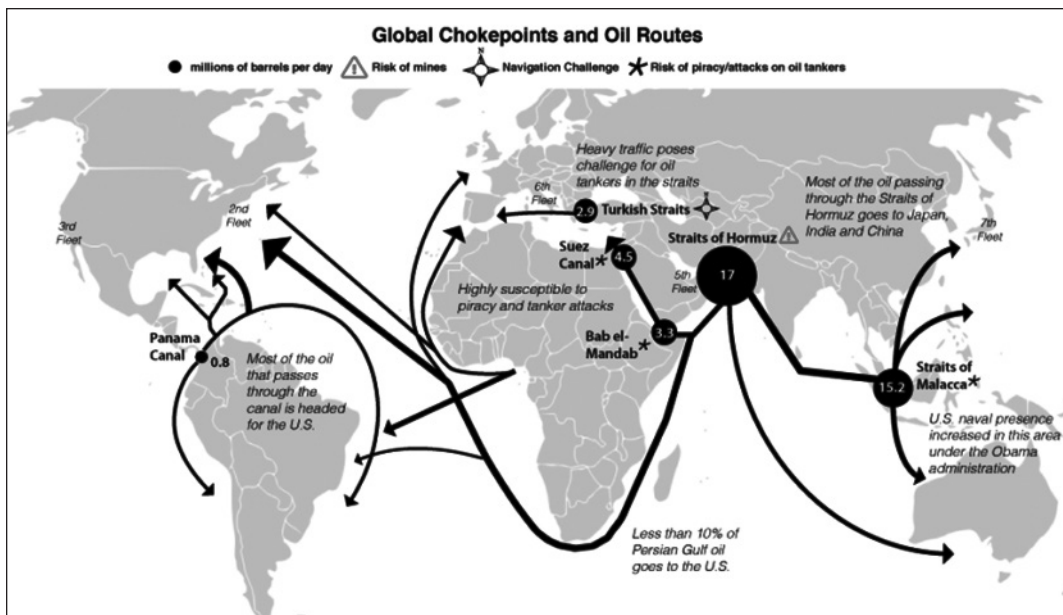 Global Chokepoints and Oil Routes
millions of barrels per day
Risk of mines
N
Navigation Challenge
Risk of piracy/attacks on oil tankers
Heavy traffic poses
challenge for oil
tankers in the straits
Most of the oil passing
through the Straits of
Hormuz goes to Japan,
India and China
3rd
Fleet
2nd
Fleet
6th
Fleet
2.9
Turkish Straits
7th
Fleet
Suez
Canal
4.5
Straits of Hormuz
17
5th
Fleet
Highly susceptible to
piracy and tanker attacks
Bab el-
Mandab
3.3
Panama
Canal
0.8
Most of the oil
that passes
through the
canal is headed
for the U.S.
Straits of
Malacca
15.2
U.S. naval presence
increased in this area
under the Obama
administration
Less than 10% of
Persian Gulf oil
goes to the U.S.